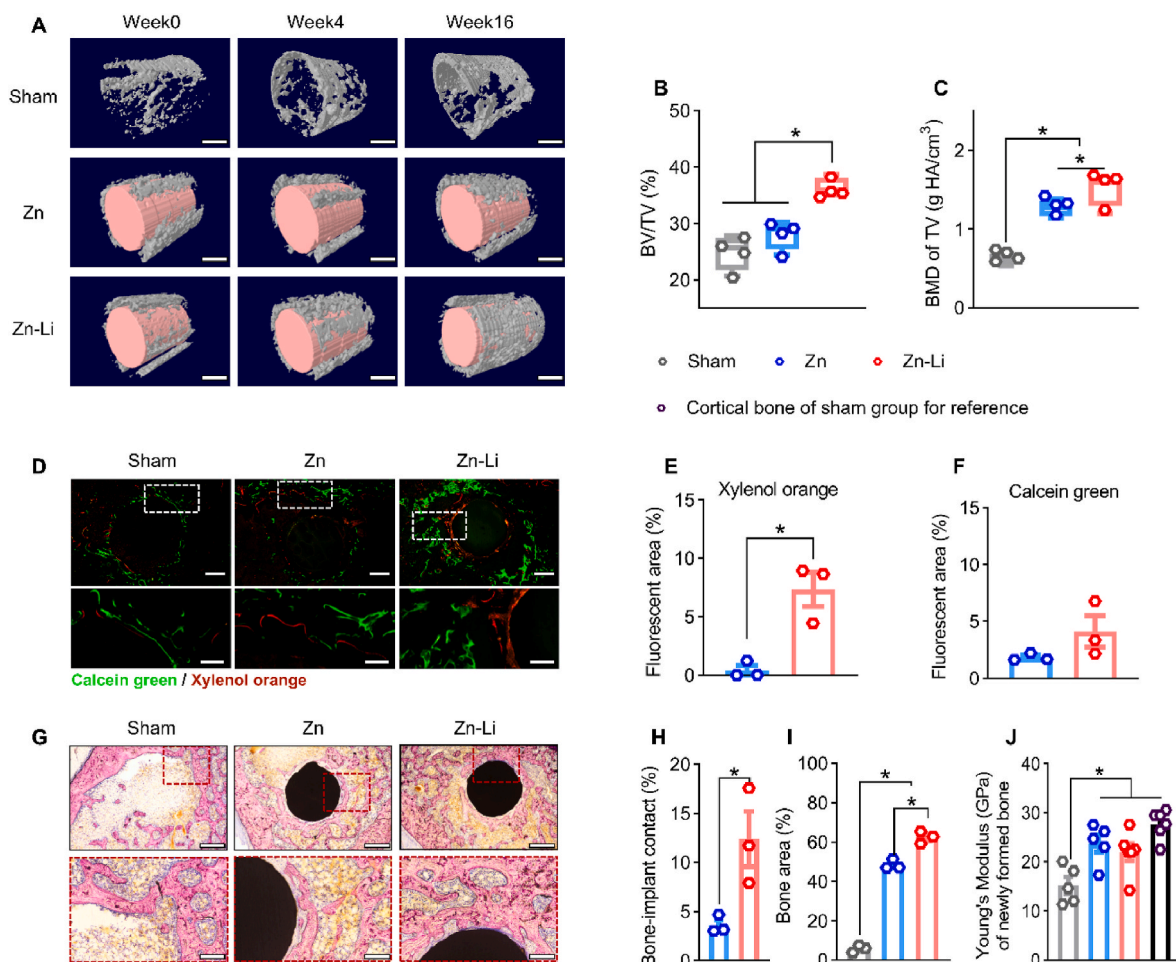 A
Week0
Week4
Week16
Sham
Zn
Zn-Li
B
BV/TV (%)
50
40
30
20
*
C
BMD of TV (g HA/cm³)
2
1
0
*
*
Sham
Zn
Zn-Li
Cortical bone of sham group for reference
D
Sham
Zn
Zn-Li
Calcein green / Xylenol orange
E
Xylenol orange
Fluorescent area (%)
15
10
5
0
*
F
Calcein green
Fluorescent area (%)
15
10
5
0
G
Sham
Zn
Zn-Li
H
Bone-implant contact (%)
20
15
10
5
0
*
I
Bone area (%)
100
80
60
40
20
0
*
*
J
Young's Modulus (GPa)
of newly formed bone
40
30
20
10
0
*